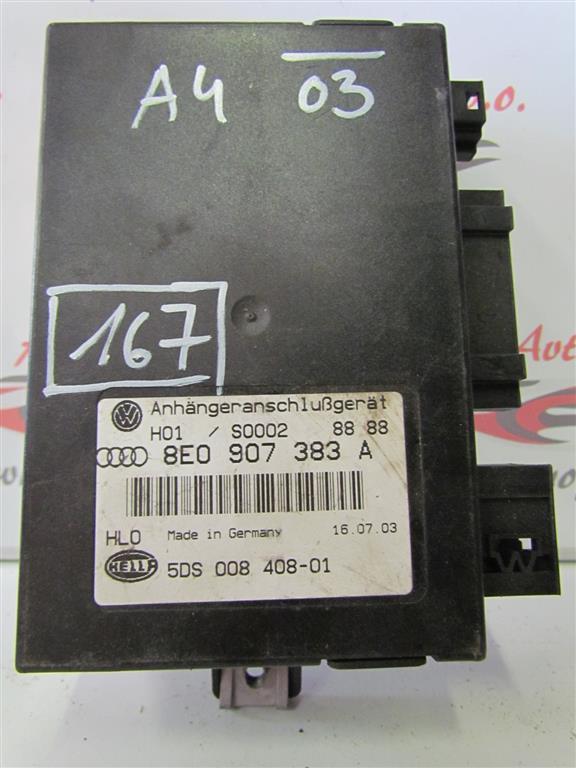 A4 03
167
Anhängeranschlußgerät
H01 / S0002 88 88
8E0 907 383 A
HLO Made in Germany 16.07.03
HELLA 5DS 008 408-01
W